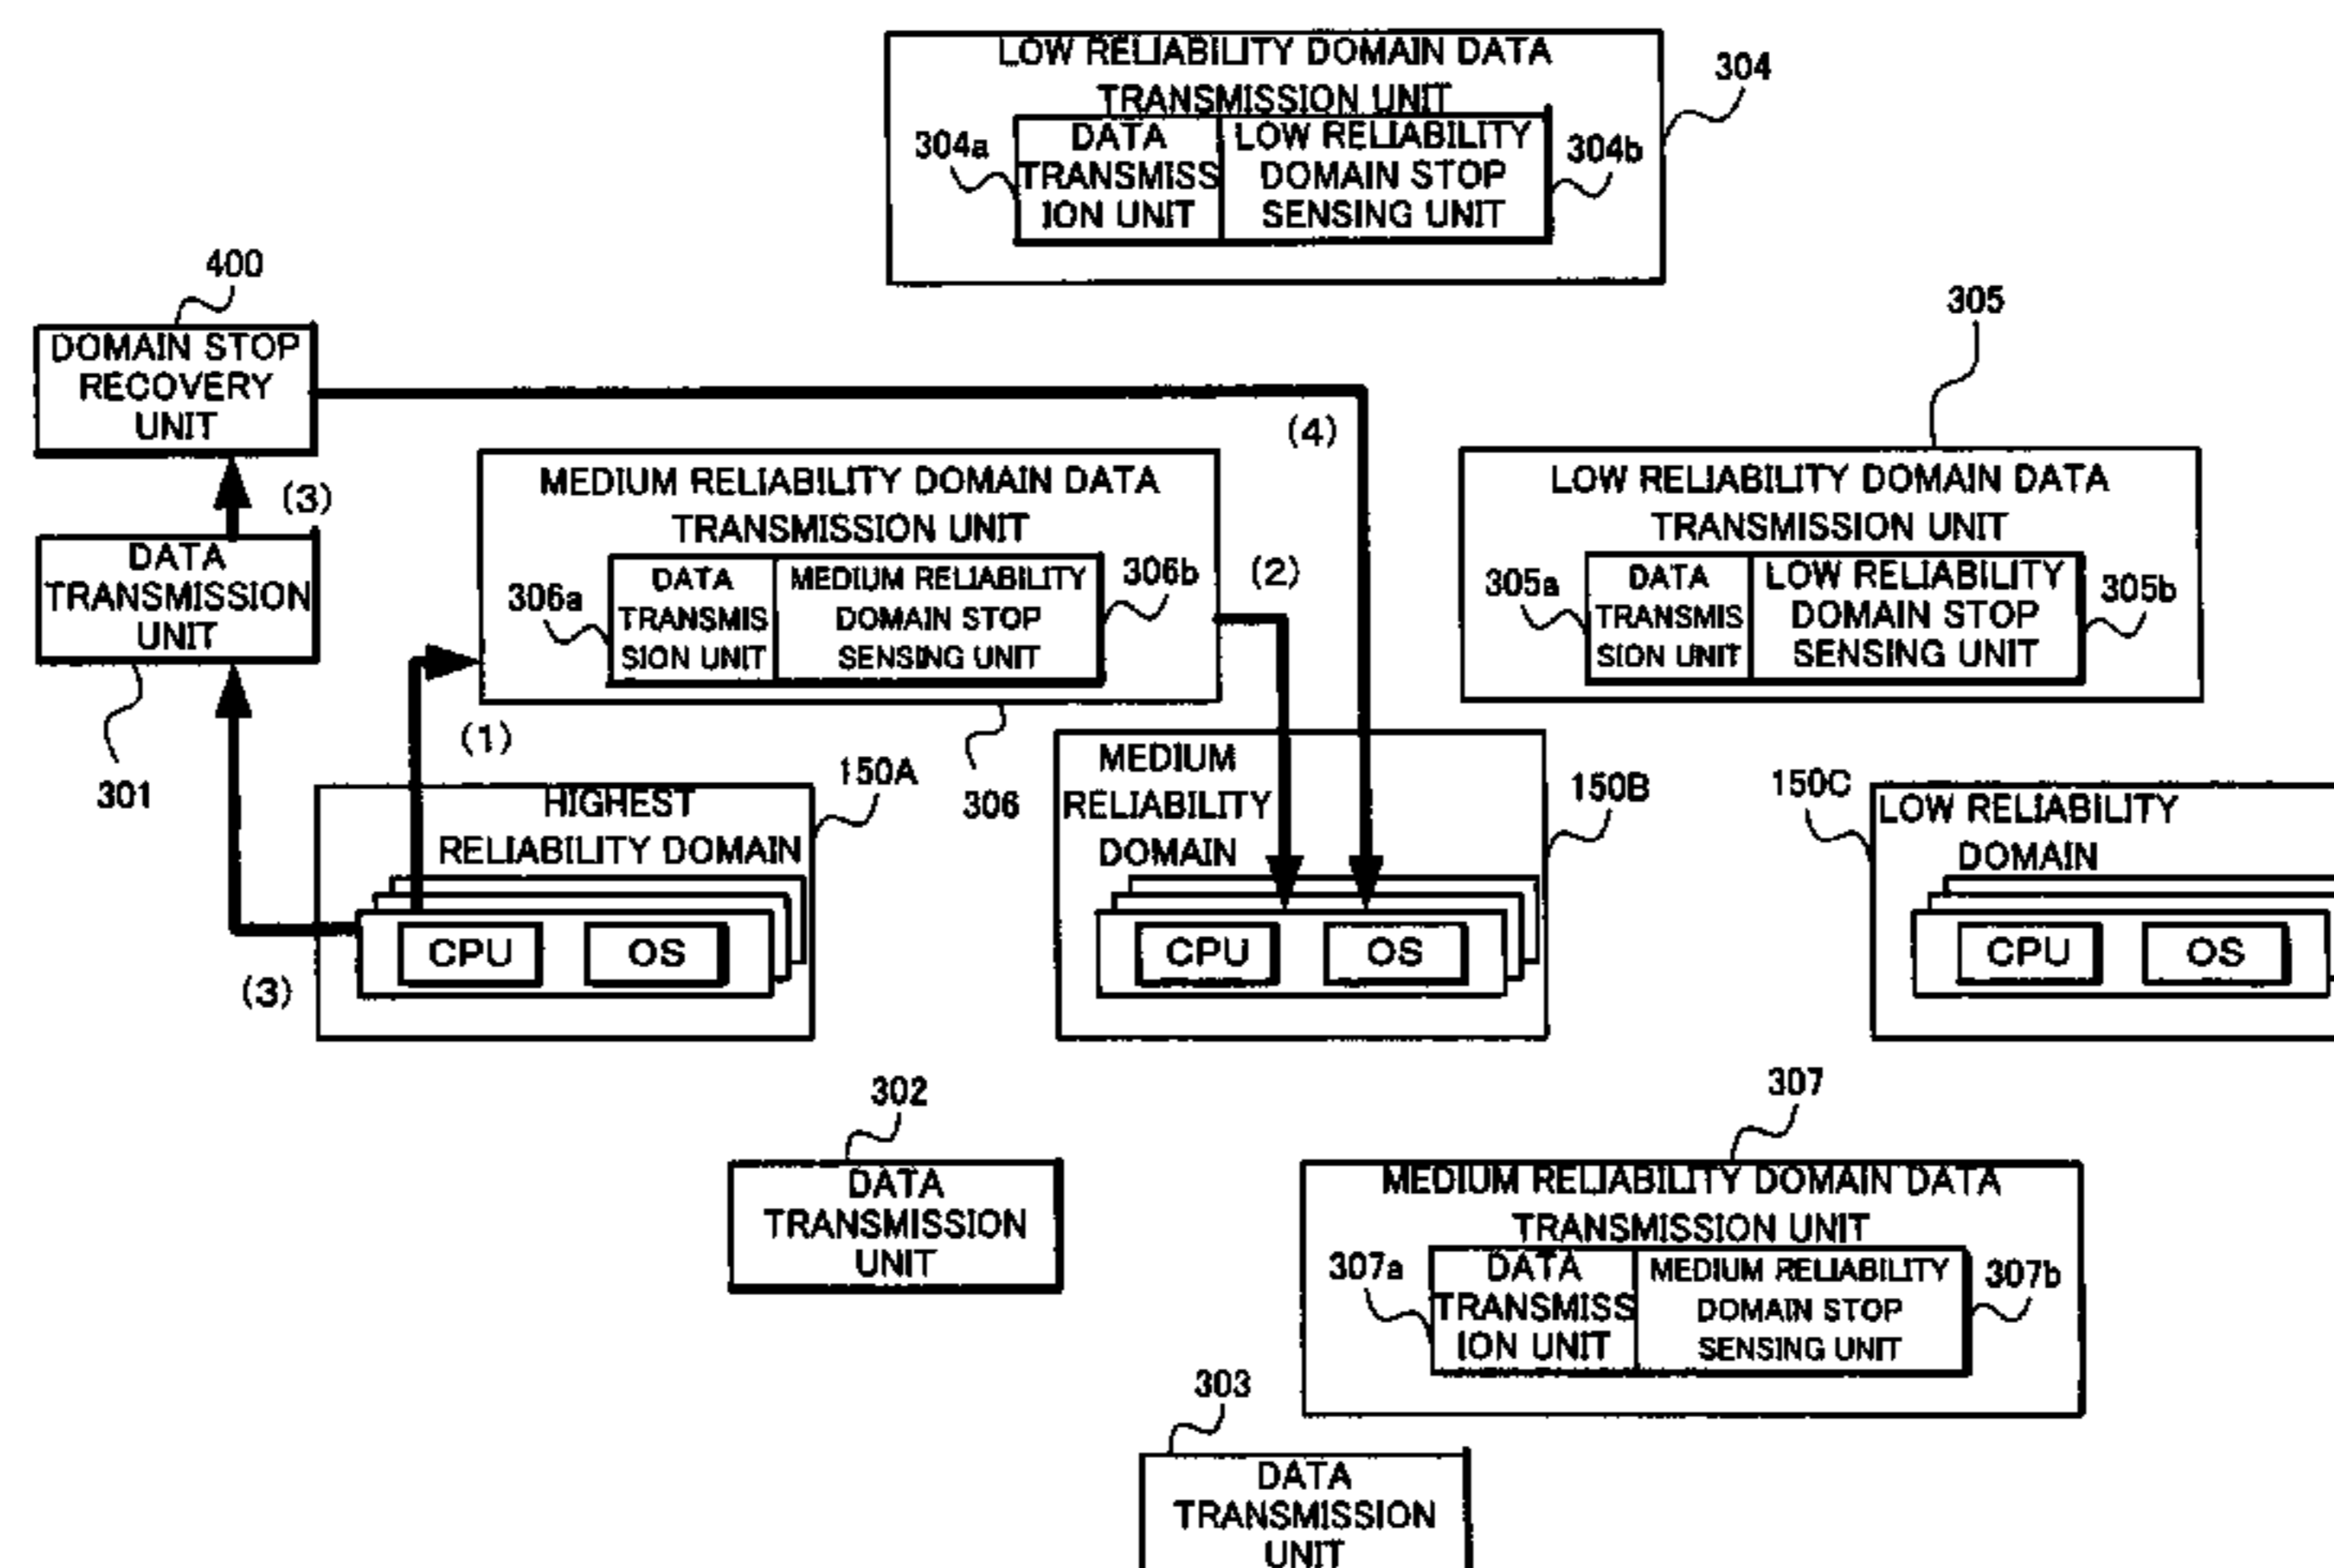 LOW RELIABILITY DOMAIN DATA
TRANSMISSION UNIT
304
304a
DATA
TRANSMISS
ION UNIT
LOW RELIABILITY
DOMAIN STOP
SENSING UNIT
304b
400
DOMAIN STOP
RECOVERY
UNIT
305
(4)
(3)
MEDIUM RELIABILITY DOMAIN DATA
TRANSMISSION UNIT
306a
DATA
TRANSMIS
SION UNIT
MEDIUM RELIABILITY
DOMAIN STOP
SENSING UNIT
306b
(2)
LOW RELIABILITY DOMAIN DATA
TRANSMISSION UNIT
305a
DATA
TRANSMIS
SION UNIT
LOW RELIABILITY
DOMAIN STOP
SENSING UNIT
305b
DATA
TRANSMISSION
UNIT
301
(1)
306
HIGHEST
RELIABILITY DOMAIN
150A
CPU
OS
(3)
MEDIUM
RELIABILITY
DOMAIN
150B
CPU
OS
150C
LOW RELIABILITY
DOMAIN
CPU
OS
302
DATA
TRANSMISSION
UNIT
307
MEDIUM RELIABILITY DOMAIN DATA
TRANSMISSION UNIT
307a
DATA
TRANSMISS
ION UNIT
MEDIUM RELIABILITY
DOMAIN STOP
SENSING UNIT
307b
303
DATA
TRANSMISSION
UNIT